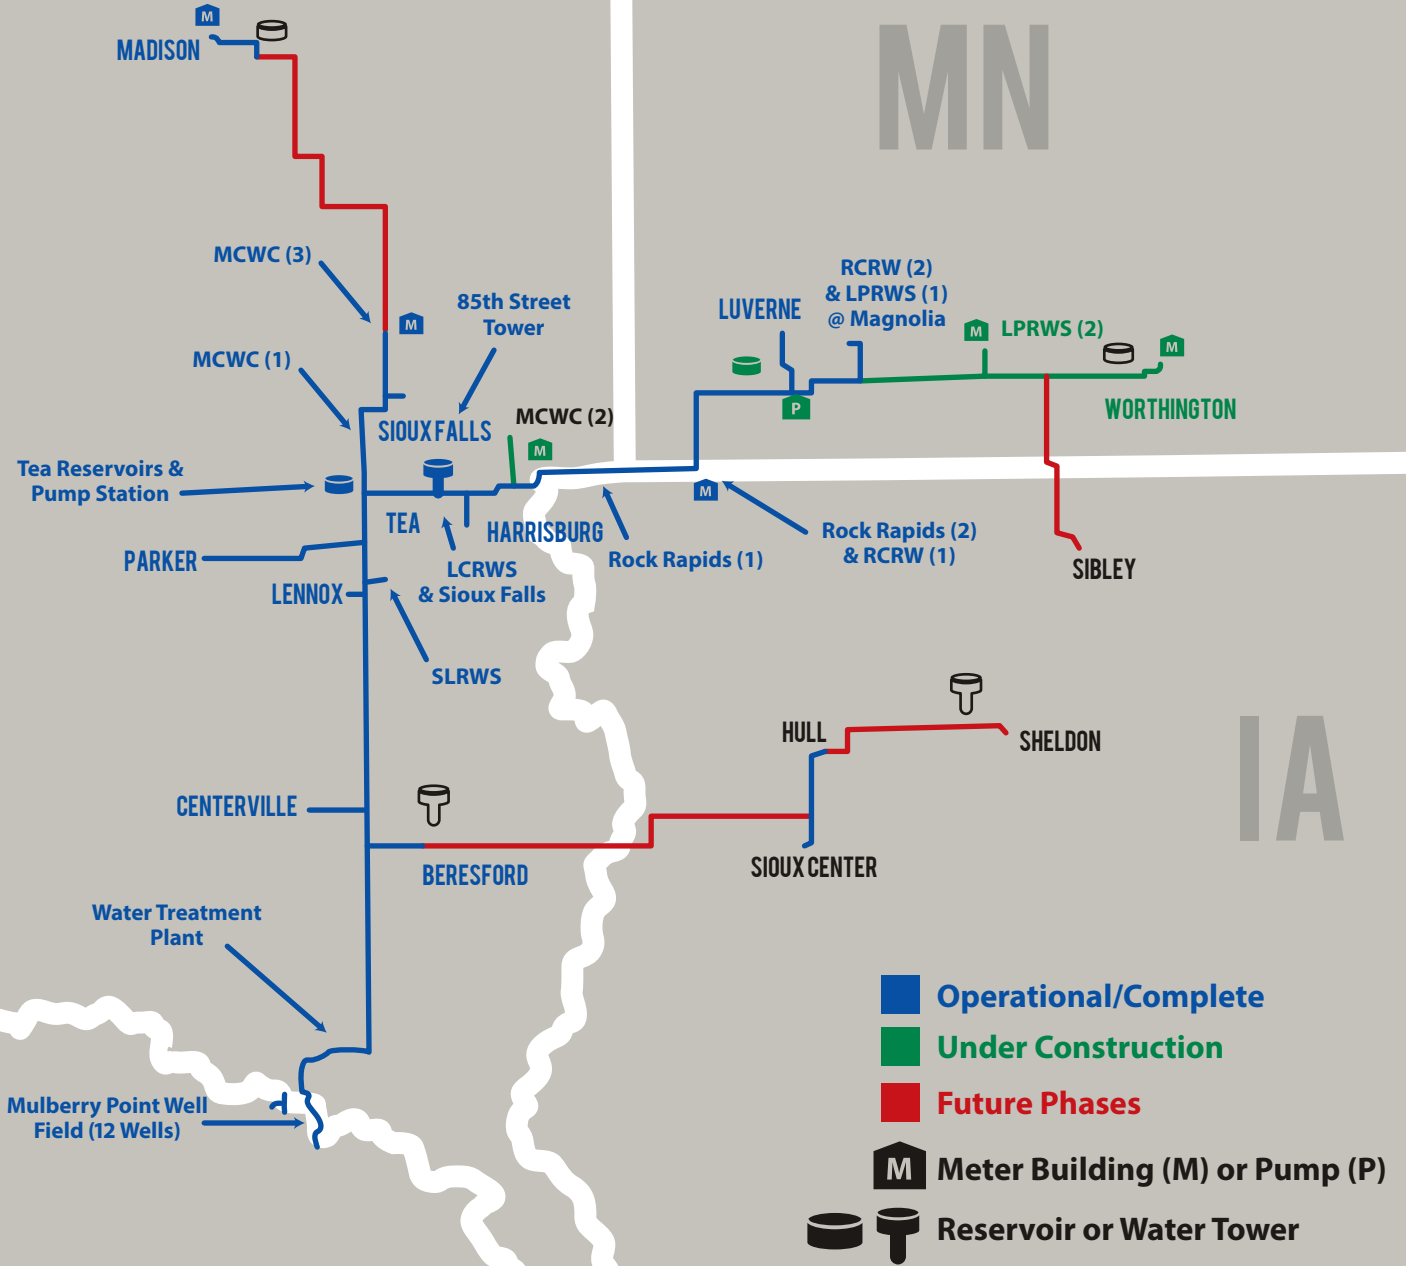 M
MADISON
MN
MCWC (3)
M
85th Street
Tower
MCWC (1)
SIOUX FALLS
MCWC (2)
M
LUVERNE
RCRW (2)
& LPRWS (1)
@ Magnolia
M
LPRWS (2)
M
P
WORTHINGTON
Tea Reservoirs &
Pump Station
TEA
HARRISBURG
M
Rock Rapids (1)
Rock Rapids (2)
& RCRW (1)
SIBLEY
PARKER
LENNOX
LCRWS
& Sioux Falls
SLRWS
HULL
SHELDON
IA
CENTERVILLE
BERESFORD
SIOUX CENTER
Water Treatment
Plant
Mulberry Point Well
Field (12 Wells)
Operational/Complete
Under Construction
Future Phases
M
Meter Building (M) or Pump (P)
Reservoir or Water Tower